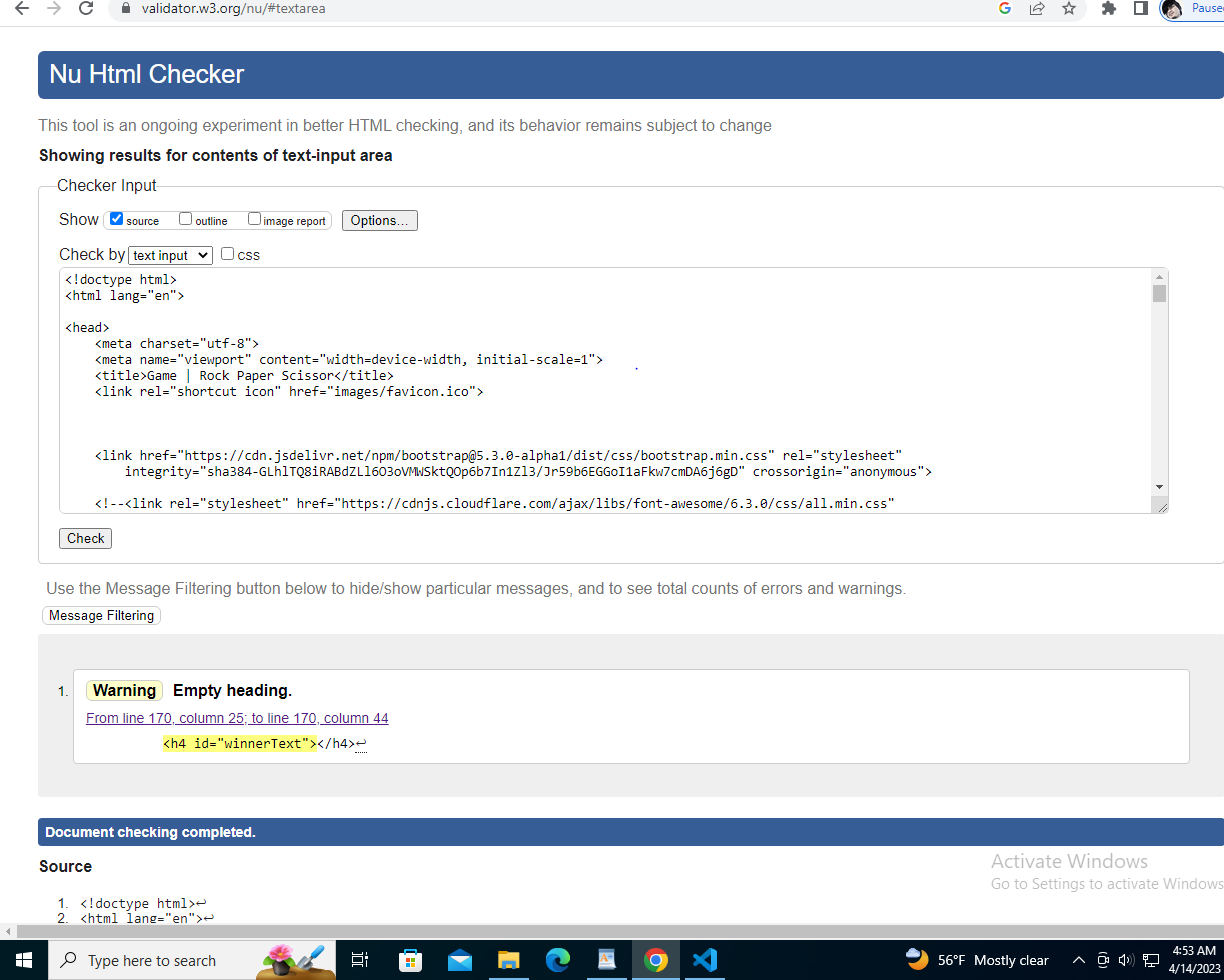 validator.w3.org/nu/#textarea
Pause
Nu Html Checker
This tool is an ongoing experiment in better HTML checking, and its behavior remains subject to change
Showing results for contents of text-input area
Checker Input
Show source outline image report Options...
Check by text input css
<!doctype html>
<html lang="en">
<head>
<meta charset="utf-8">
<meta name="viewport" content="width=device-width, initial-scale=1">
<title>Game | Rock Paper Scissor</title>
<link rel="shortcut icon" href="images/favicon.ico">
<link href="https://cdn.jsdelivr.net/npm/bootstrap@5.3.0-alpha1/dist/css/bootstrap.min.css" rel="stylesheet"
integrity="sha384-GLhlTQ8iRABdZLl6O3oVMWSktQOp6b7In1Zl3/Jr59b6EGGoI1aFkw7cmDA6j6gD" crossorigin="anonymous">
<!--<link rel="stylesheet" href="https://cdnjs.cloudflare.com/ajax/libs/font-awesome/6.3.0/css/all.min.css"
Check
Use the Message Filtering button below to hide/show particular messages, and to see total counts of errors and warnings.
Message Filtering
1. Warning Empty heading.
From line 170, column 25; to line 170, column 44
<h4 id="winnerText"></h4>↩
Document checking completed.
Source
1. <!doctype html>↩
2. <html lang="en">↩
Activate Windows
Go to Settings to activate Windows
Type here to search
56°F Mostly clear
4:53 AM
4/14/2023